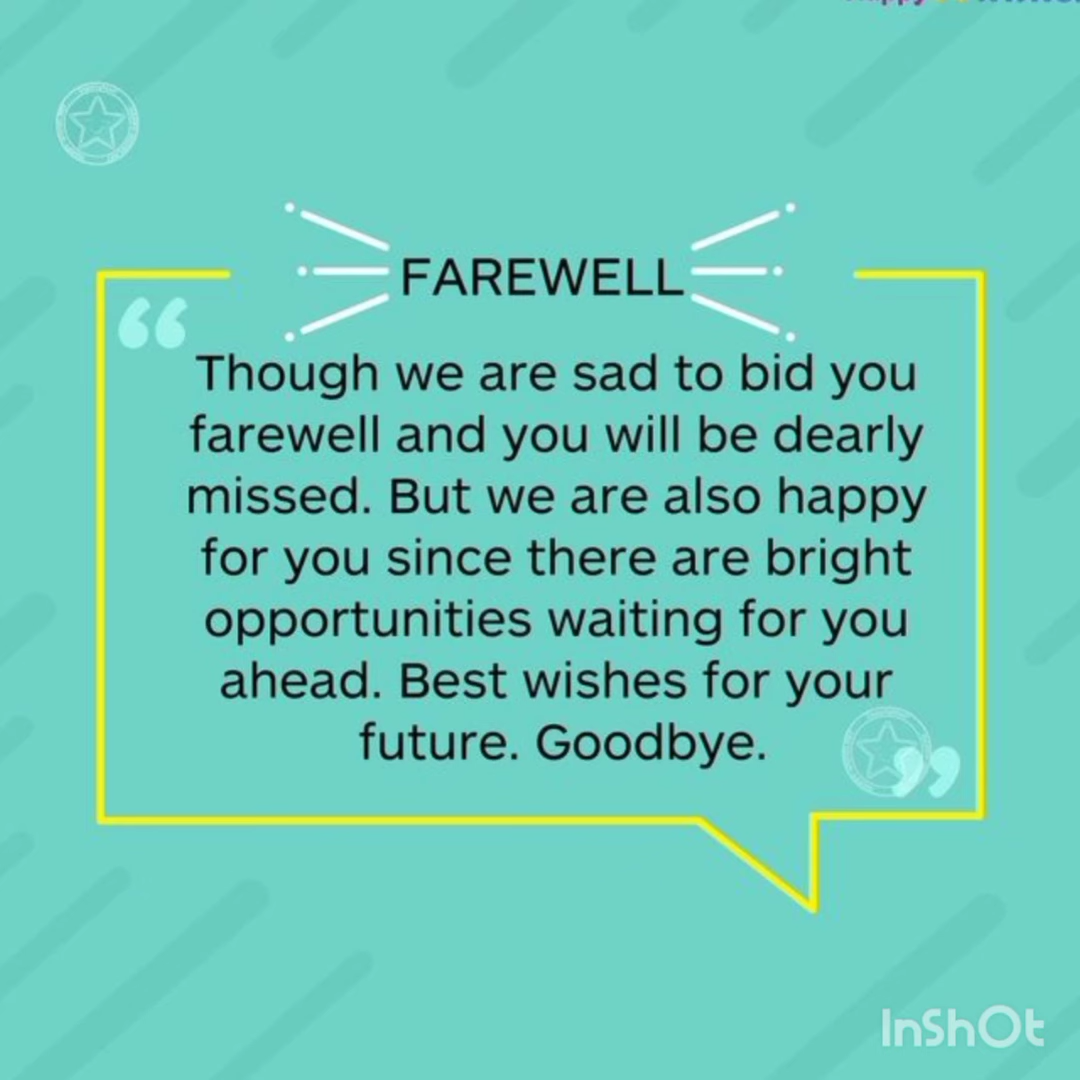 FAREWELL
Though we are sad to bid you
farewell and you will be dearly
missed. But we are also happy
for you since there are bright
opportunities waiting for you
ahead. Best wishes for your
future. Goodbye.
InShOt